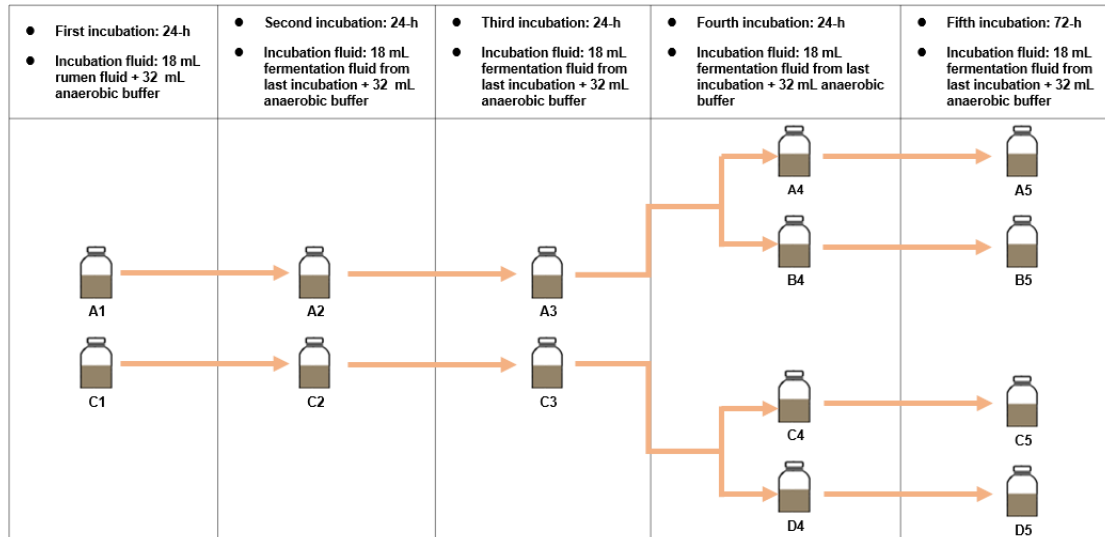 ● First incubation: 24-h
● Incubation fluid: 18 mL
rumen fluid + 32 mL
anaerobic buffer
● Second incubation: 24-h
● Incubation fluid: 18 mL
fermentation fluid from
last incubation + 32 mL
anaerobic buffer
● Third incubation: 24-h
● Incubation fluid: 18 mL
fermentation fluid from
last incubation + 32 mL
anaerobic buffer
● Fourth incubation: 24-h
● Incubation fluid: 18 mL
fermentation fluid from last
incubation + 32 mL anaerobic
buffer
● Fifth incubation: 72-h
● Incubation fluid: 18 mL
fermentation fluid from
last incubation + 32 mL
anaerobic buffer
A4
A5
B4
B5
A1
A2
A3
C1
C2
C3
C4
C5
D4
D5